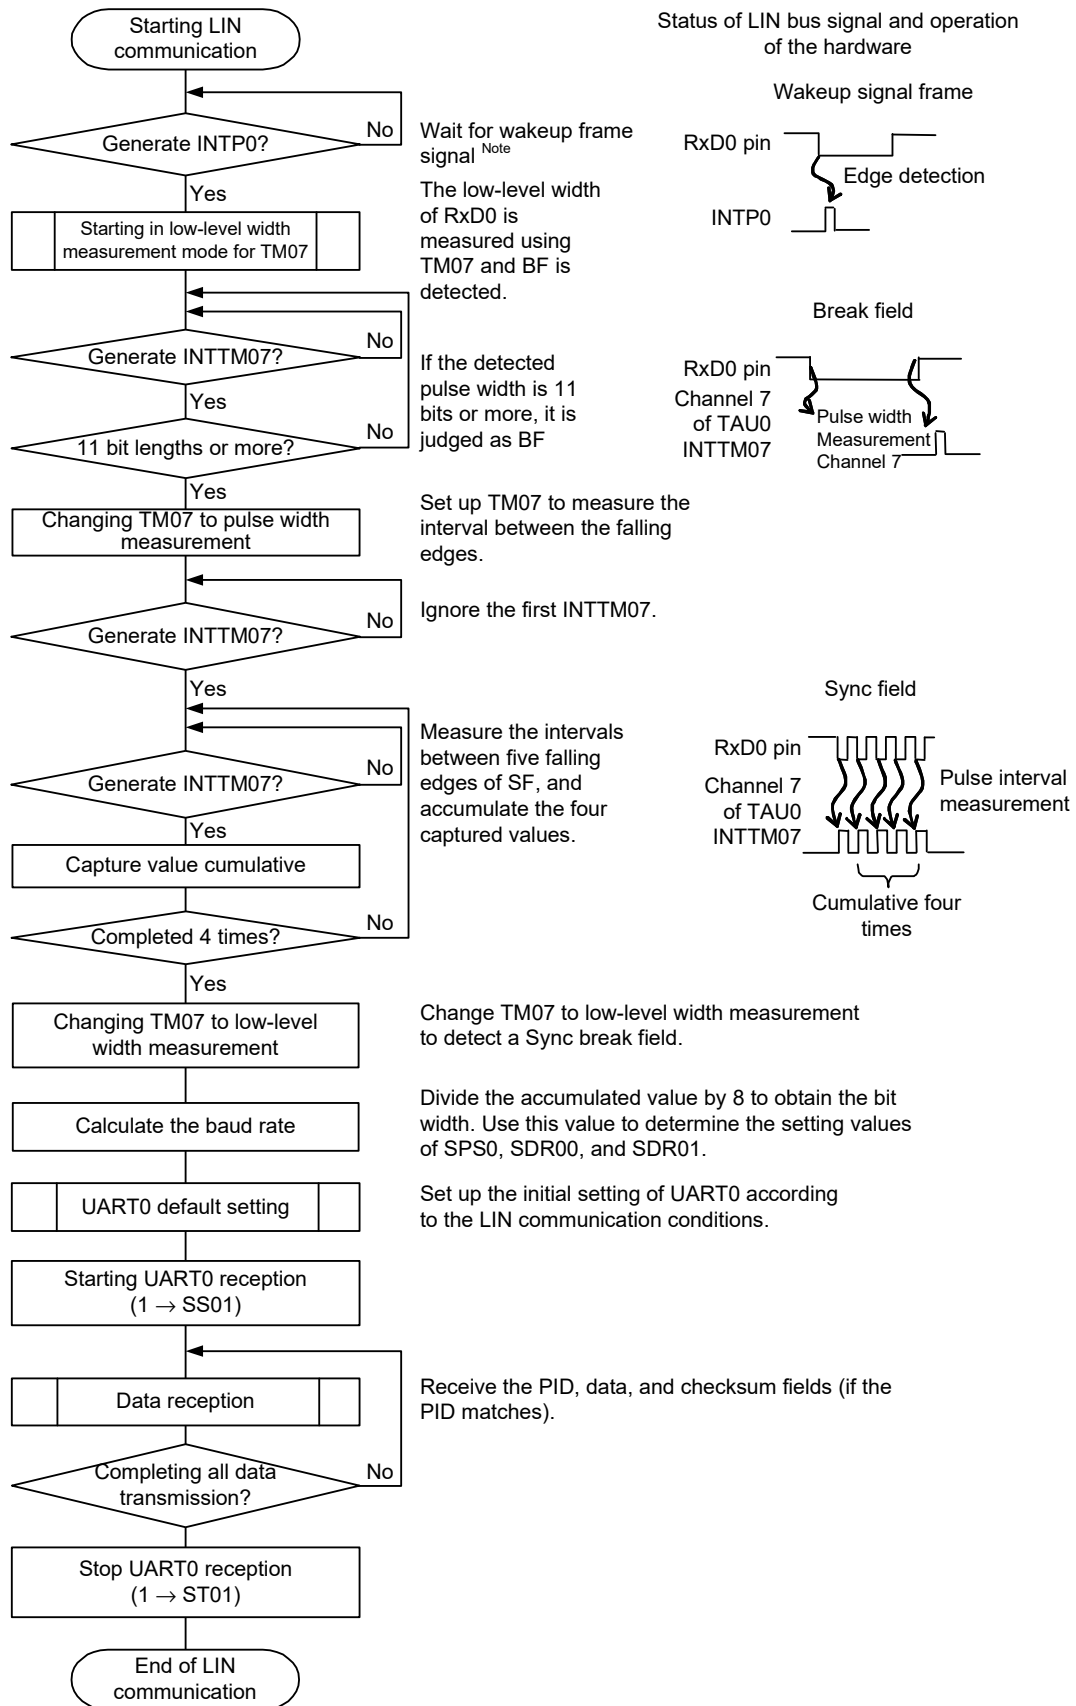 Starting LIN
communication
Status of LIN bus signal and operation
of the hardware
Generate INTP0?
No
Yes
Wait for wakeup frame
signal Note
Wakeup signal frame
RxD0 pin
Edge detection
INTP0
Starting in low-level width
measurement mode for TM07
The low-level width
of RxD0 is
measured using
TM07 and BF is
detected.
Generate INTTM07?
No
Yes
11 bit lengths or more?
No
Yes
If the detected
pulse width is 11
bits or more, it is
judged as BF
Break field
RxD0 pin
Channel 7
of TAU0
INTTM07
Pulse width
Measurement
Channel 7
Changing TM07 to pulse width
measurement
Set up TM07 to measure the
interval between the falling
edges.
Generate INTTM07?
No
Yes
Ignore the first INTTM07.
Generate INTTM07?
No
Yes
Capture value cumulative
Completed 4 times?
No
Yes
Measure the intervals
between five falling
edges of SF, and
accumulate the four
captured values.
Sync field
RxD0 pin
Channel 7
of TAU0
INTTM07
Pulse interval
measurement
Cumulative four
times
Changing TM07 to low-level
width measurement
Change TM07 to low-level width measurement
to detect a Sync break field.
Calculate the baud rate
Divide the accumulated value by 8 to obtain the bit
width. Use this value to determine the setting values
of SPS0, SDR00, and SDR01.
UART0 default setting
Set up the initial setting of UART0 according
to the LIN communication conditions.
Starting UART0 reception
(1 → SS01)
Data reception
Receive the PID, data, and checksum fields (if the
PID matches).
Completing all data
transmission?
No
Stop UART0 reception
(1 → ST01)
End of LIN
communication